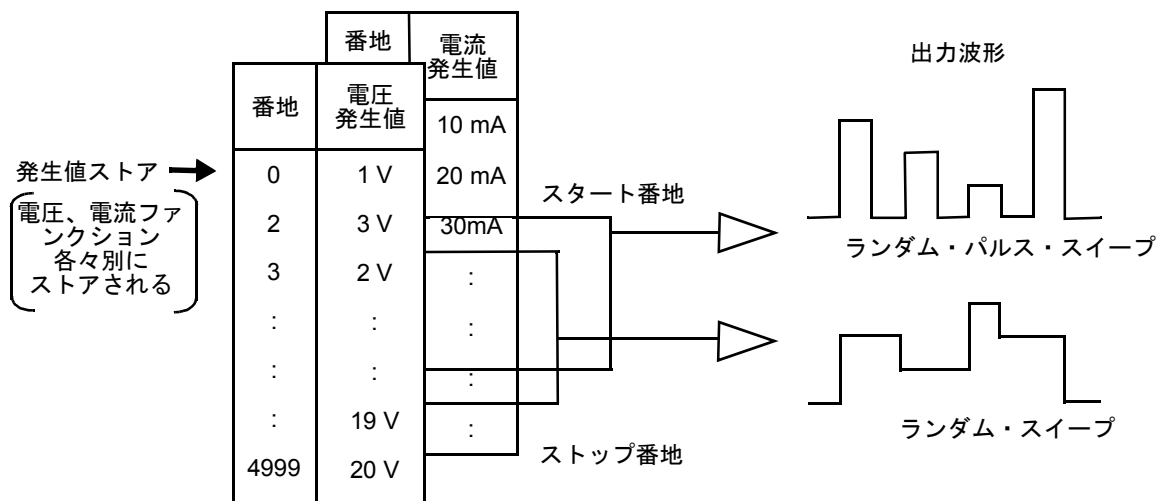 番地
電流
発生値
出力波形
番地
電圧
発生値
10 mA
発生値ストア
0
1 V
20 mA
スタート番地
電圧、電流ファ
ンクション
各々別に
ストアされる
2
3 V
30mA
ランダム・パルス・スイープ
3
2 V
:
:
:
:
:
:
:
:
19 V
:
ランダム・スイープ
4999
20 V
ストップ番地